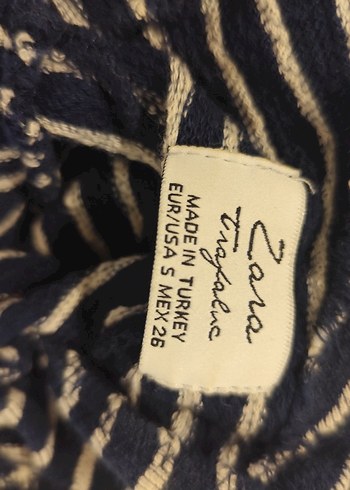 Zara
Trafaluc
MADE IN TURKEY
EUR/USA S MEX 26